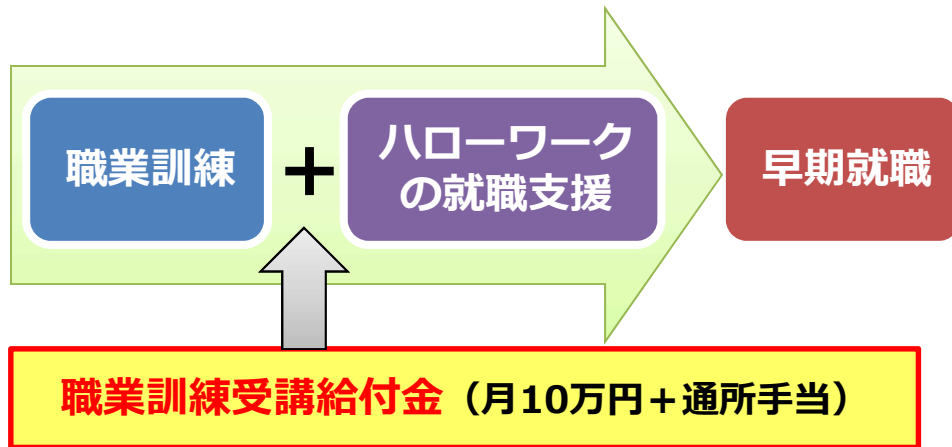 職業訓練
+
ハローワーク
の就職支援
早期就職
職業訓練受講給付金（月10万円＋通所手当）